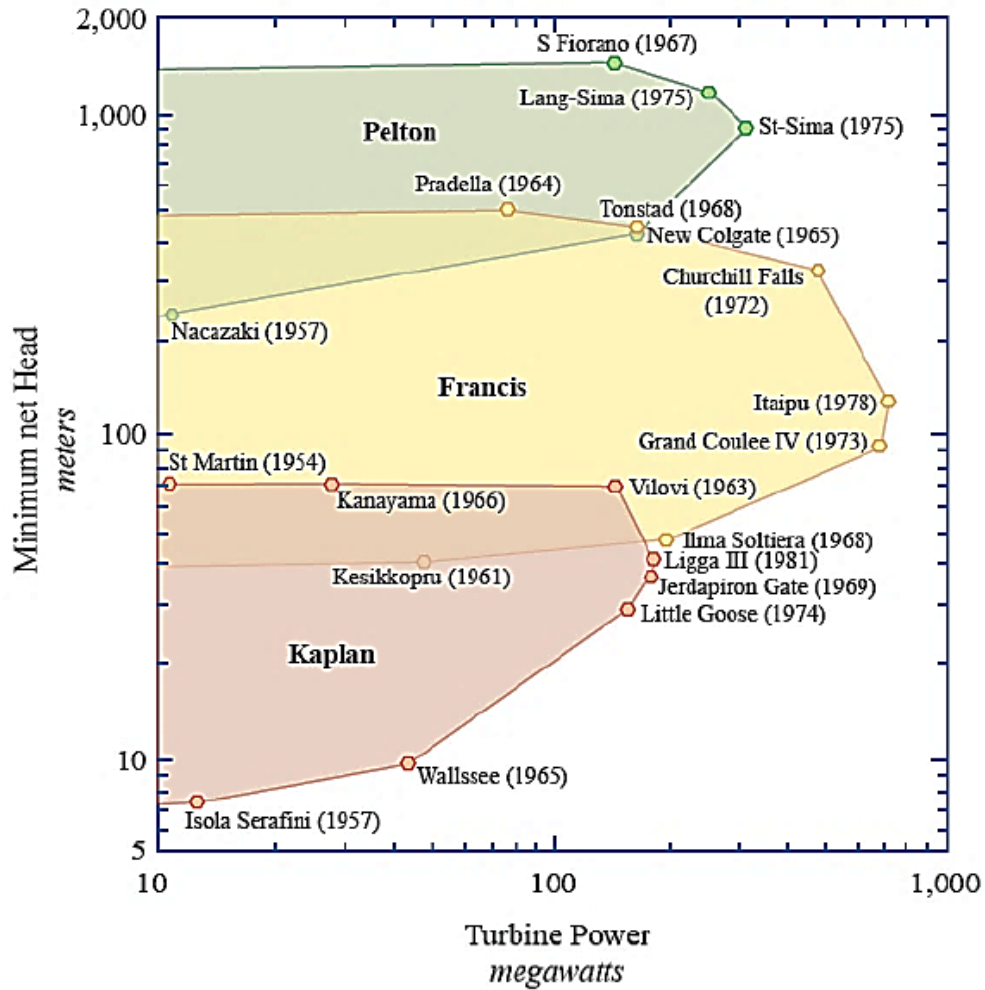 2,000
S Fiorano (1967)
Lang-Sima (1975)
1,000
St-Sima (1975)
Pelton
Pradella (1964)
Tonstad (1968)
New Colgate (1965)
Churchill Falls
(1972)
Nacazaki (1957)
Francis
Itaipu (1978)
100
Grand Coulee IV (1973)
St Martin (1954)
Kanayama (1966)
Vilovi (1963)
Ilma Soltiera (1968)
Ligga III (1981)
Kesikkopru (1961)
Jerdapiron Gate (1969)
Little Goose (1974)
Kaplan
10
Wallssee (1965)
Isola Serafini (1957)
5
10
100
1,000
Minimum net Head
meters
Turbine Power
megawatts